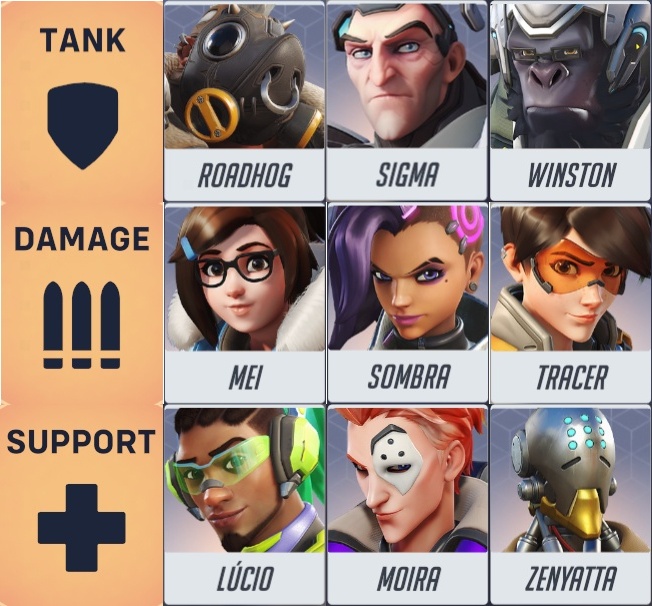 TANK
ROADHOG
SIGMA
WINSTON
DAMAGE
MEI
SOMBRA
TRACER
SUPPORT
LÚCIO
MOIRA
ZENYATTA